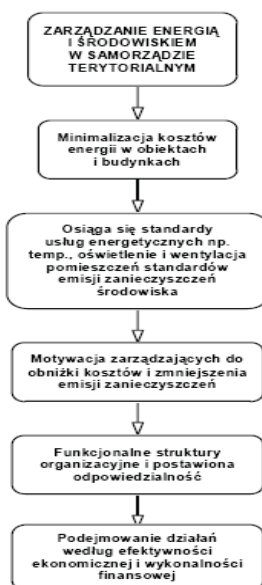 ZARZĄDZANIE ENERGIĄ
I ŚRODOWISKIEM
W SAMORZĄDZIE
TERYTORIALNYM
Minimalizacja kosztów
energii w obiektach
i budynkach
Osiąga się standardy
usług energetycznych np.
temp., oświetlenie i wentylacja
pomieszczeń standardów
emisji zanieczyszczeń
środowiska
Motywacja zarządzających do
obniżki kosztów i zmniejszenia
emisji zanieczyszczeń
Funkcjonalne struktury
organizacyjne i postawiona
odpowiedzialność
Podejmowanie działań
według efektywności
ekonomicznej i wykonalności
finansowej